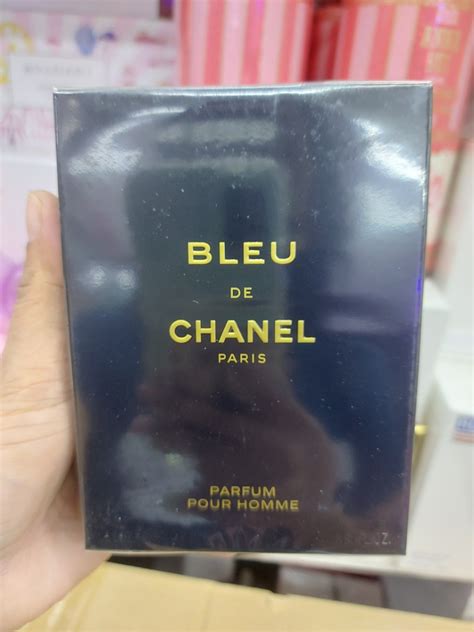 BLEU
DE
CHANEL
PARIS
PARFUM
POUR HOMME